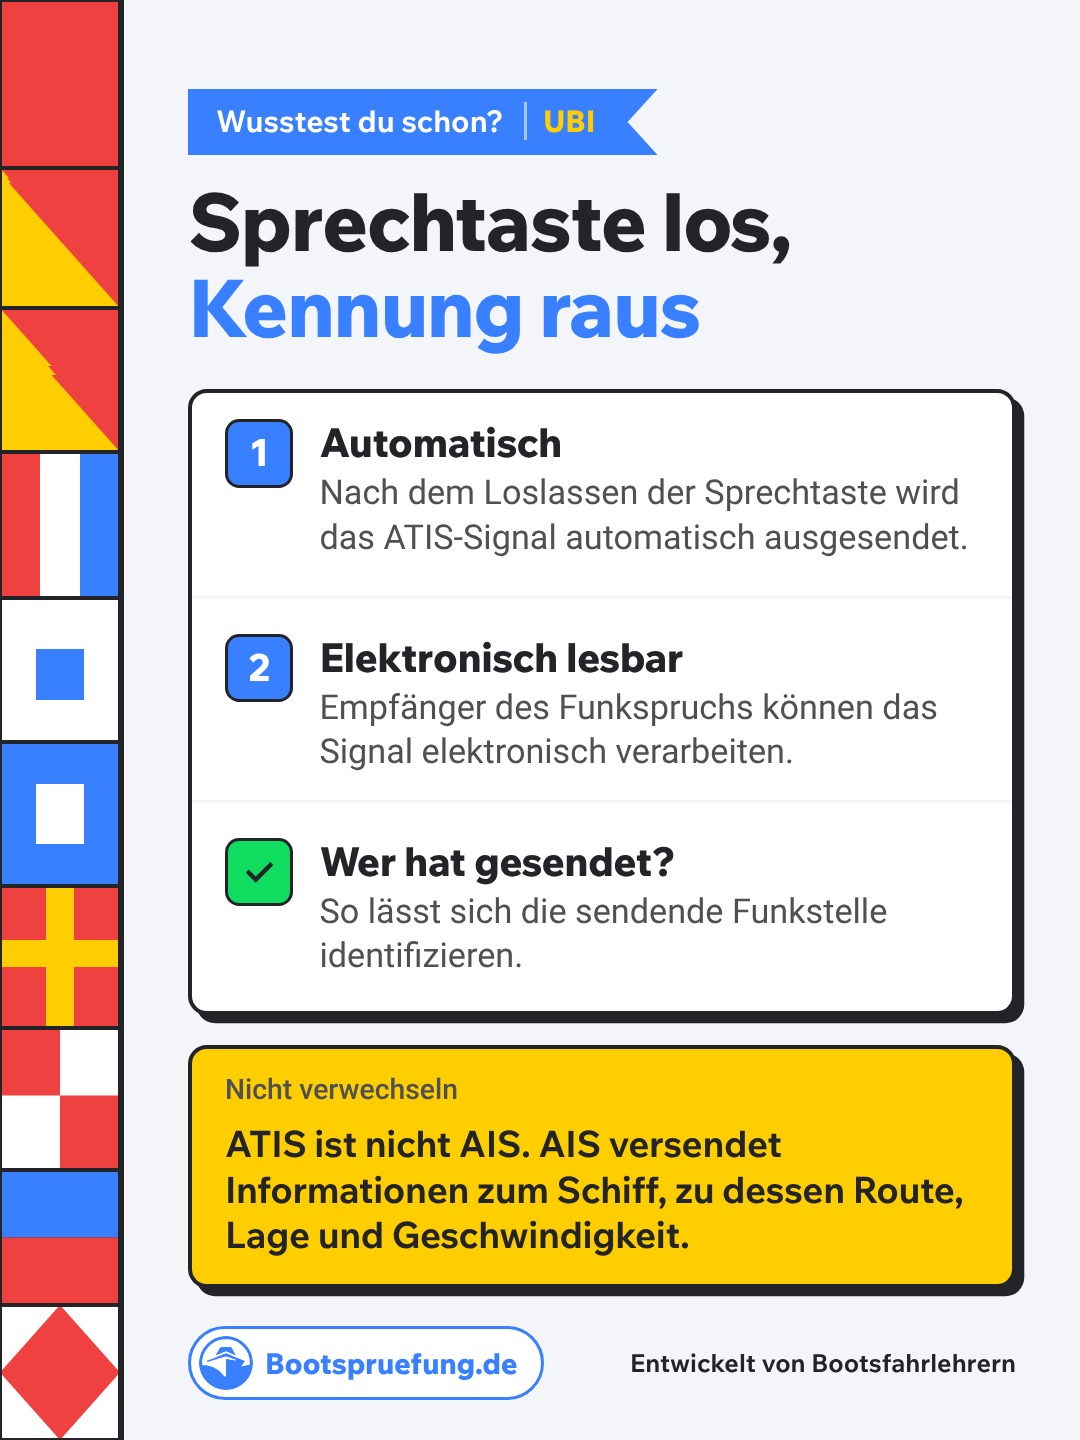 Wusstest du schon? UBI
Sprechtaste los,
Kennung raus
1
Automatisch
Nach dem Loslassen der Sprechtaste wird
das ATIS-Signal automatisch ausgesendet.
2
Elektronisch lesbar
Empfänger des Funkspruchs können das
Signal elektronisch verarbeiten.
Wer hat gesendet?
So lässt sich die sendende Funkstelle
identifizieren.
Nicht verwechseln
ATIS ist nicht AIS. AIS versendet
Informationen zum Schiff, zu dessen Route,
Lage und Geschwindigkeit.
Bootspruefung.de
Entwickelt von Bootsfahrlehrern